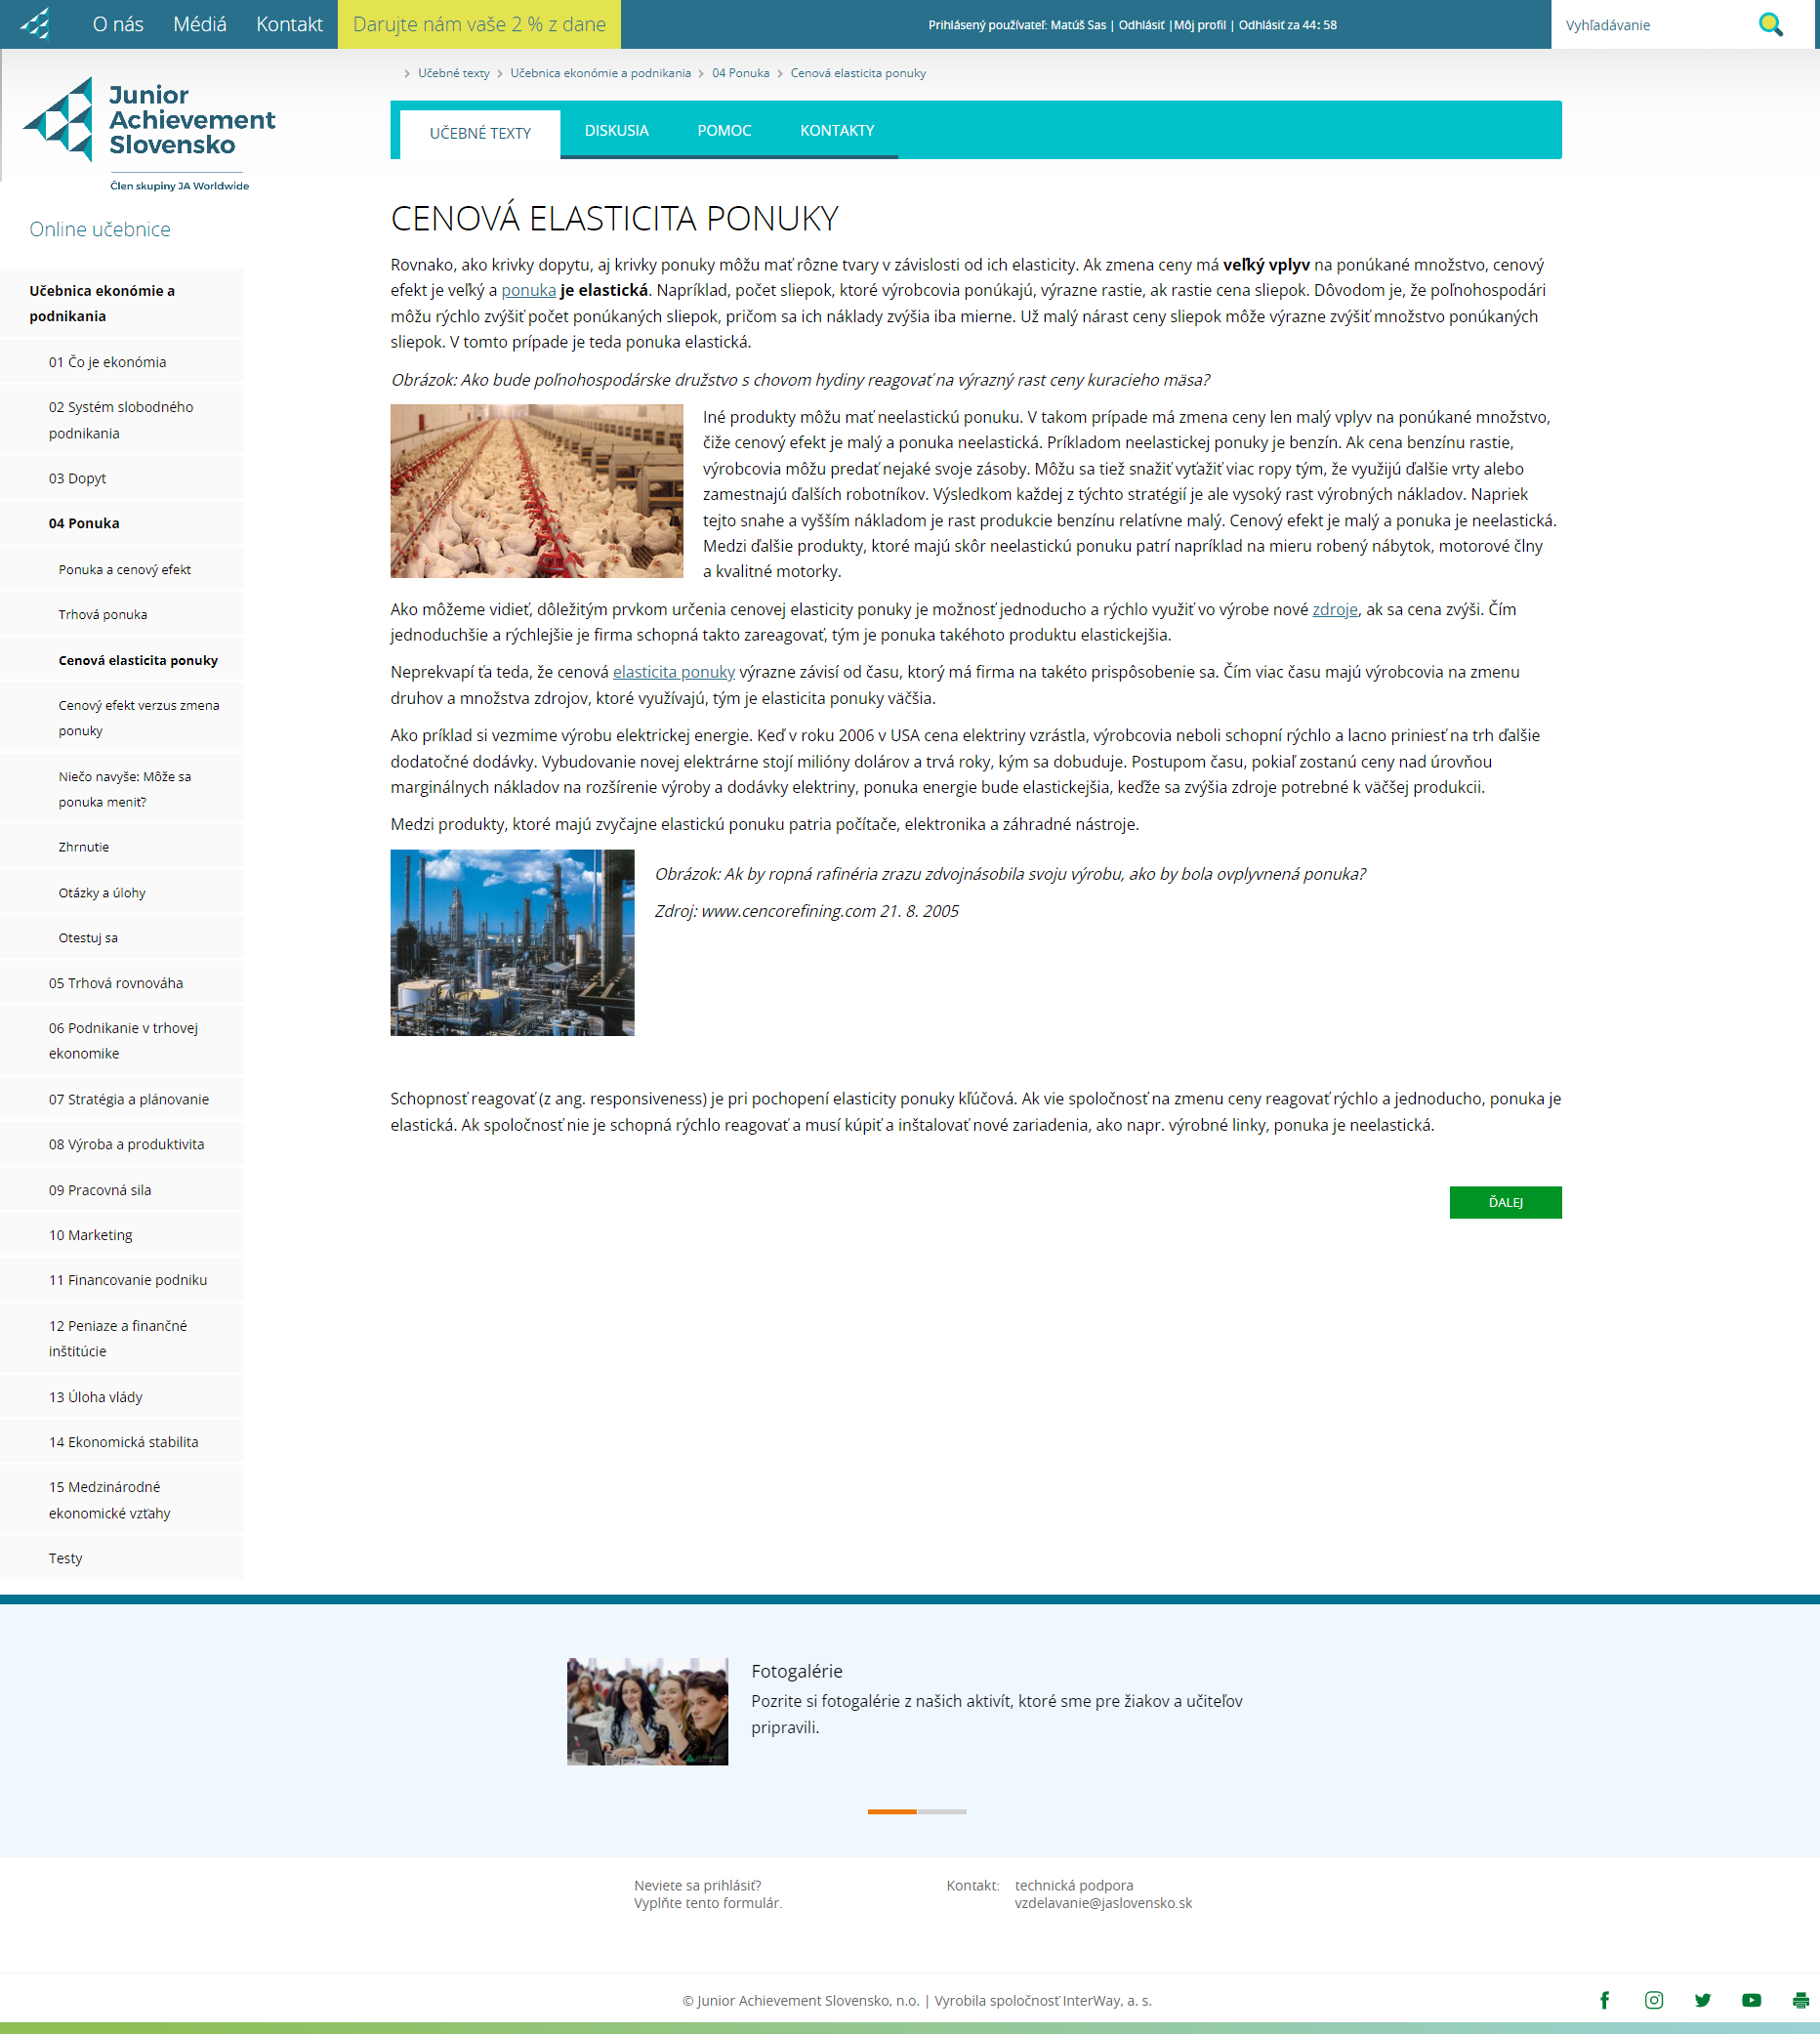 O nás
Médiá
Kontakt
Darujte nám vaše 2 % z dane
Prihlásený používateľ: Matúš Sas | Odhlásiť |Môj profil | Odhlásiť za 44: 58
Vyhľadávanie
Junior
Achievement
Slovensko
Člen skupiny JA Worldwide
Online učebnice
Učebnica ekonómie a
podnikania
01 Čo je ekonómia
02 Systém slobodného
podnikania
03 Dopyt
04 Ponuka
Ponuka a cenový efekt
Trhová ponuka
Cenová elasticita ponuky
Cenový efekt verzus zmena
ponuky
Niečo navyše: Môže sa
ponuka meniť?
Zhrnutie
Otázky a úlohy
Otestuj sa
05 Trhová rovnováha
06 Podnikanie v trhovej
ekonomike
07 Stratégia a plánovanie
08 Výroba a produktivita
09 Pracovná sila
10 Marketing
11 Financovanie podniku
12 Peniaze a finančné
inštitúcie
13 Úloha vlády
14 Ekonomická stabilita
15 Medzinárodné
ekonomické vzťahy
Testy
Učebné texty
Učebnica ekonómie a podnikania
04 Ponuka
Cenová elasticita ponuky
UČEBNÉ TEXTY
DISKUSIA
POMOC
KONTAKTY
CENOVÁ ELASTICITA PONUKY
Rovnako, ako krivky dopytu, aj krivky ponuky môžu mať rôzne tvary v závislosti od ich elasticity. Ak zmena ceny má veľký vplyv na ponúkané množstvo, cenový
efekt je veľký a ponuka je elastická. Napríklad, počet sliepok, ktoré výrobcovia ponúkajú, výrazne rastie, ak rastie cena sliepok. Dôvodom je, že poľnohospodári
môžu rýchlo zvýšiť počet ponúkaných sliepok, pričom sa ich náklady zvýšia iba mierne. Už malý nárast ceny sliepok môže výrazne zvýšiť množstvo ponúkaných
sliepok. V tomto prípade je teda ponuka elastická.
Obrázok: Ako bude poľnohospodárske družstvo s chovom hydiny reagovať na výrazný rast ceny kuracieho mäsa?
Iné produkty môžu mať neelastickú ponuku. V takom prípade má zmena ceny len malý vplyv na ponúkané množstvo,
čiže cenový efekt je malý a ponuka neelastická. Príkladom neelastickej ponuky je benzín. Ak cena benzínu rastie,
výrobcovia môžu predať nejaké svoje zásoby. Môžu sa tiež snažiť vyťažiť viac ropy tým, že využijú ďalšie vrty alebo
zamestnajú ďalších robotníkov. Výsledkom každej z týchto stratégií je ale vysoký rast výrobných nákladov. Napriek
tejto snahe a vyšším nákladom je rast produkcie benzínu relatívne malý. Cenový efekt je malý a ponuka je neelastická.
Medzi ďalšie produkty, ktoré majú skôr neelastickú ponuku patrí napríklad na mieru robený nábytok, motorové člny
a kvalitné motorky.
Ako môžeme vidieť, dôležitým prvkom určenia cenovej elasticity ponuky je možnosť jednoducho a rýchlo využiť vo výrobe nové zdroje, ak sa cena zvýši. Čím
jednoduchšie a rýchlejšie je firma schopná takto zareagovať, tým je ponuka takéhoto produktu elastickejšia.
Neprekvapí ťa teda, že cenová elasticita ponuky výrazne závisí od času, ktorý má firma na takéto prispôsobenie sa. Čím viac času majú výrobcovia na zmenu
druhov a množstva zdrojov, ktoré využívajú, tým je elasticita ponuky väčšia.
Ako príklad si vezmime výrobu elektrickej energie. Keď v roku 2006 v USA cena elektriny vzrástla, výrobcovia neboli schopní rýchlo a lacno priniesť na trh ďalšie
dodatočné dodávky. Vybudovanie novej elektrárne stojí milióny dolárov a trvá roky, kým sa dobuduje. Postupom času, pokiaľ zostanú ceny nad úrovňou
marginálnych nákladov na rozšírenie výroby a dodávky elektriny, ponuka energie bude elastickejšia, keďže sa zvýšia zdroje potrebné k väčšej produkcii.
Medzi produkty, ktoré majú zvyčajne elastickú ponuku patria počítače, elektronika a záhradné nástroje.
Obrázok: Ak by ropná rafinéria zrazu zdvojnásobila svoju výrobu, ako by bola ovplyvnená ponuka?
Zdroj: www.cencorefining.com 21. 8. 2005
Schopnosť reagovať (z ang. responsiveness) je pri pochopení elasticity ponuky kľúčová. Ak vie spoločnosť na zmenu ceny reagovať rýchlo a jednoducho, ponuka je
elastická. Ak spoločnosť nie je schopná rýchlo reagovať a musí kúpiť a inštalovať nové zariadenia, ako napr. výrobné linky, ponuka je neelastická.
ĎALEJ
Fotogalérie
Pozrite si fotogalérie z našich aktivít, ktoré sme pre žiakov a učiteľov
pripravili.
Neviete sa prihlásiť?
Vyplňte tento formulár.
Kontakt: technická podpora
vzdelavanie@jaslovensko.sk
© Junior Achievement Slovensko, n.o. | Vyrobila spoločnosť InterWay, a. s.